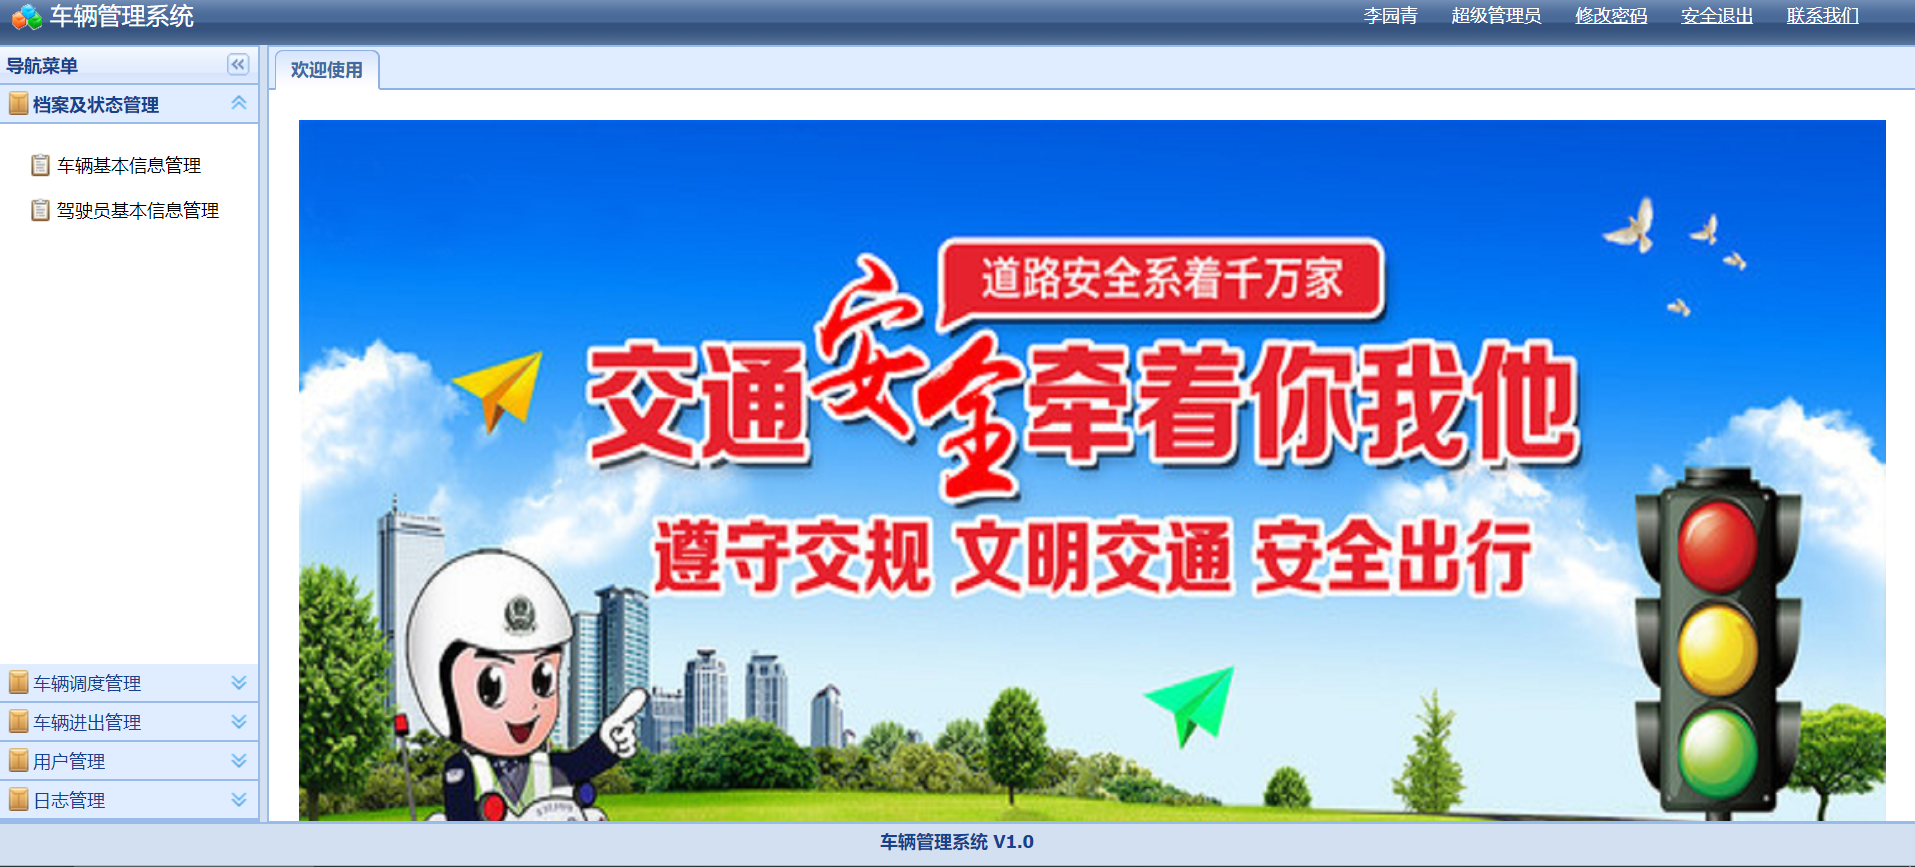 车辆管理系统
李园青 超级管理员 修改密码 安全退出 联系我们
导航菜单
欢迎使用
档案及状态管理
车辆基本信息管理
驾驶员基本信息管理
道路安全系着千万家
交通安全牵着你我他
遵守交规 文明交通 安全出行
车辆调度管理
车辆进出管理
用户管理
日志管理
车辆管理系统 V1.0